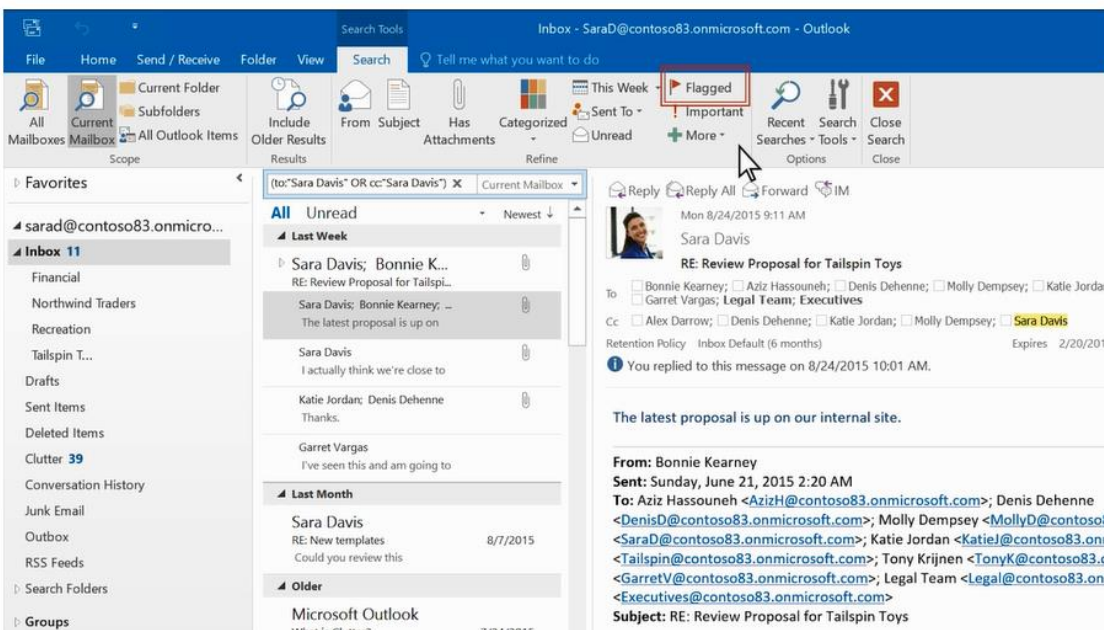 Search Tools
Inbox - SaraD@contoso83.onmicrosoft.com - Outlook
File Home Send / Receive Folder View Search Tell me what you want to do
All Mailboxes
Current Mailbox
Current Folder
Subfolders
All Outlook Items
Scope
Include Older Results
Results
From
Subject
Has Attachments
Categorized
This Week
Sent To
Unread
Flagged
Important
More
Refine
Recent Searches
Search Tools
Options
Close Search
Close
Favorites
sarad@contoso83.onmicro...
Inbox 11
Financial
Northwind Traders
Recreation
Tailspin T...
Drafts
Sent Items
Deleted Items
Clutter 39
Conversation History
Junk Email
Outbox
RSS Feeds
Search Folders
Groups
(to:"Sara Davis" OR cc:"Sara Davis") X Current Mailbox
All Unread Newest ↓
Last Week
Sara Davis; Bonnie K...
RE: Review Proposal for Tailspi...
Sara Davis; Bonnie Kearney; ...
The latest proposal is up on
Sara Davis
I actually think we're close to
Katie Jordan; Denis Dehenne
Thanks.
Garret Vargas
I've seen this and am going to
Last Month
Sara Davis
RE: New templates 8/7/2015
Could you review this
Older
Microsoft Outlook
Reply Reply All Forward IM
Mon 8/24/2015 9:11 AM
Sara Davis
RE: Review Proposal for Tailspin Toys
To Bonnie Kearney; Aziz Hassouneh; Denis Dehenne; Molly Dempsey; Katie Jorda
Garret Vargas; Legal Team; Executives
Cc Alex Darrow; Denis Dehenne; Katie Jordan; Molly Dempsey; Sara Davis
Retention Policy Inbox Default (6 months) Expires 2/20/201
You replied to this message on 8/24/2015 10:01 AM.
The latest proposal is up on our internal site.
From: Bonnie Kearney
Sent: Sunday, June 21, 2015 2:20 AM
To: Aziz Hassouneh <AzizH@contoso83.onmicrosoft.com>; Denis Dehenne
<DenisD@contoso83.onmicrosoft.com>; Molly Dempsey <MollyD@contoso8
<SaraD@contoso83.onmicrosoft.com>; Katie Jordan <KatieJ@contoso83.on
<Tailspin@contoso83.onmicrosoft.com>; Tony Krijnen <TonyK@contoso83.
<GarretV@contoso83.onmicrosoft.com>; Legal Team <Legal@contoso83.on
<Executives@contoso83.onmicrosoft.com>
Subject: RE: Review Proposal for Tailspin Toys